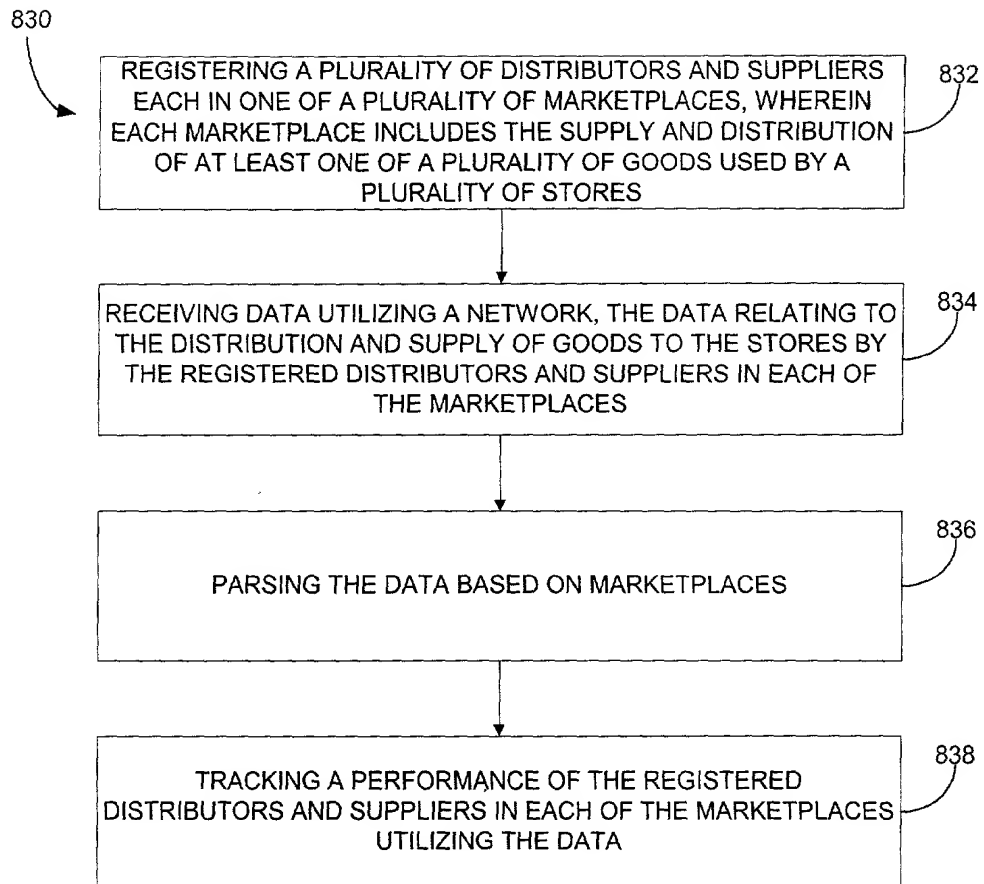 830
REGISTERING A PLURALITY OF DISTRIBUTORS AND SUPPLIERS
EACH IN ONE OF A PLURALITY OF MARKETPLACES, WHEREIN
EACH MARKETPLACE INCLUDES THE SUPPLY AND DISTRIBUTION
OF AT LEAST ONE OF A PLURALITY OF GOODS USED BY A
PLURALITY OF STORES
832
RECEIVING DATA UTILIZING A NETWORK, THE DATA RELATING TO
THE DISTRIBUTION AND SUPPLY OF GOODS TO THE STORES BY
THE REGISTERED DISTRIBUTORS AND SUPPLIERS IN EACH OF
THE MARKETPLACES
834
PARSING THE DATA BASED ON MARKETPLACES
836
TRACKING A PERFORMANCE OF THE REGISTERED
DISTRIBUTORS AND SUPPLIERS IN EACH OF THE MARKETPLACES
UTILIZING THE DATA
838